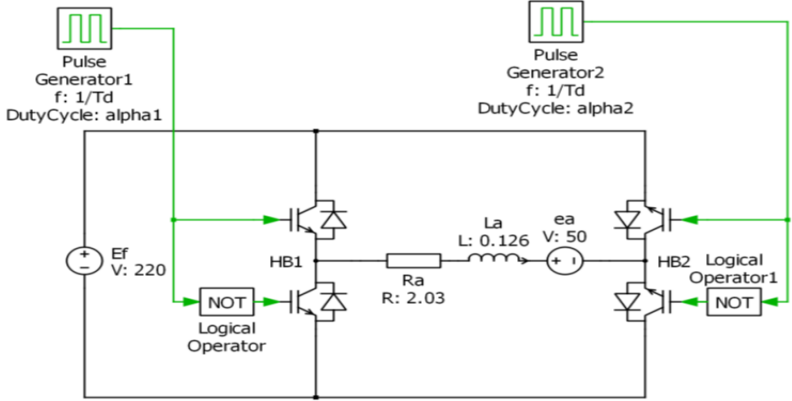 Pulse
Generator1
f: 1/Td
DutyCycle: alpha1
Pulse
Generator2
f: 1/Td
DutyCycle: alpha2
Ef
V: 220
HB1
Ra
R: 2.03
La
L: 0.126
ea
V: 50
HB2
Logical
Operator1
NOT
NOT
Logical
Operator